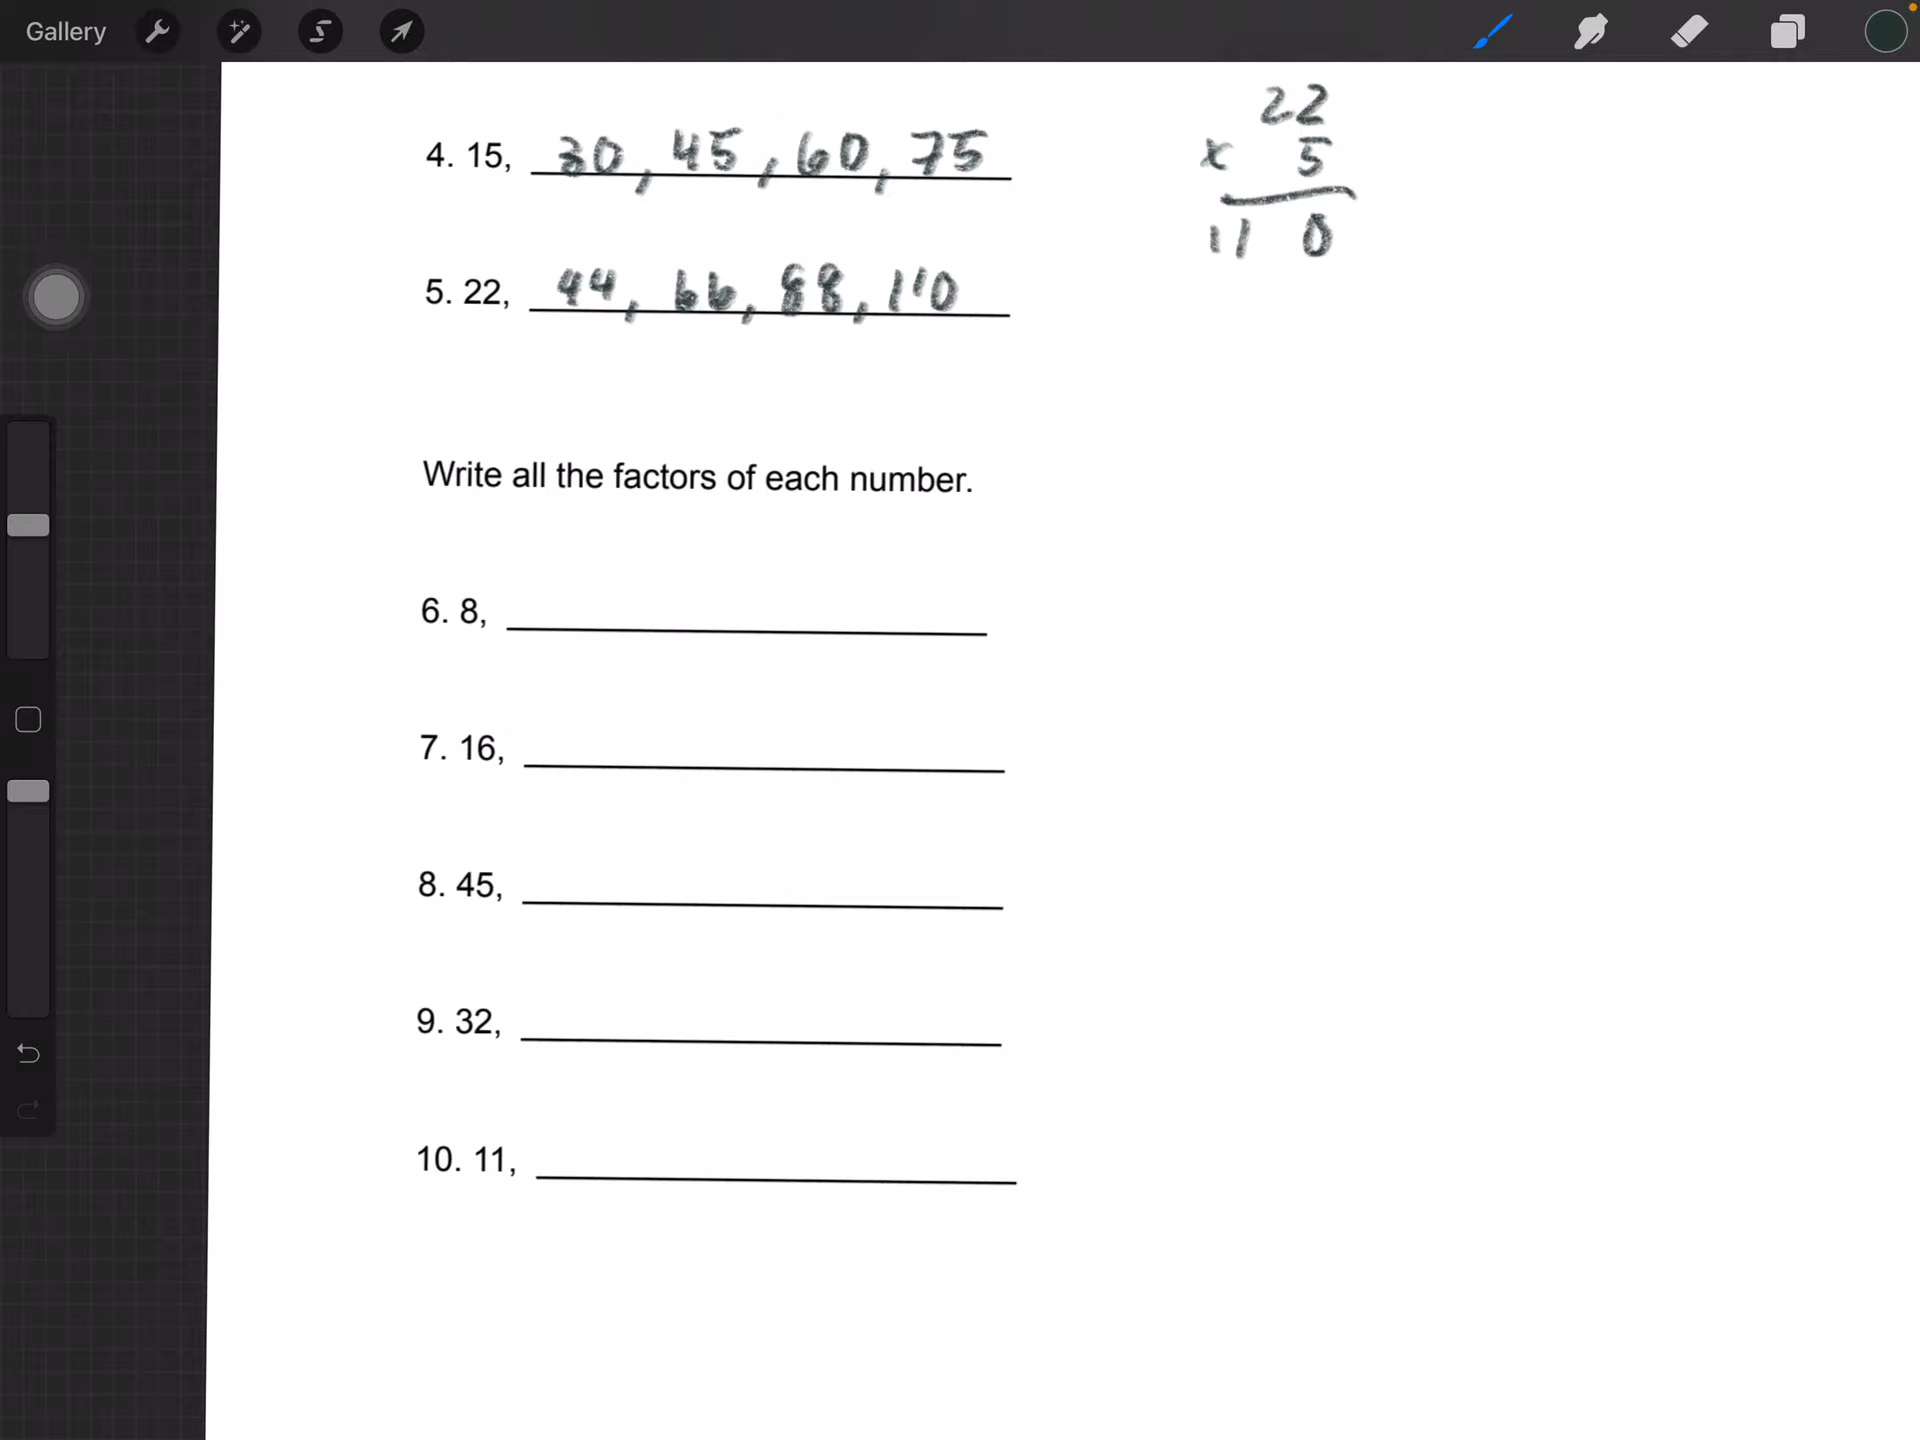 Gallery
22
4. 15, 30, 45, 60, 75
x 5
110
5. 22, 44, 66, 88, 110
Write all the factors of each number.
6. 8,
7. 16,
8. 45,
9. 32,
10. 11,